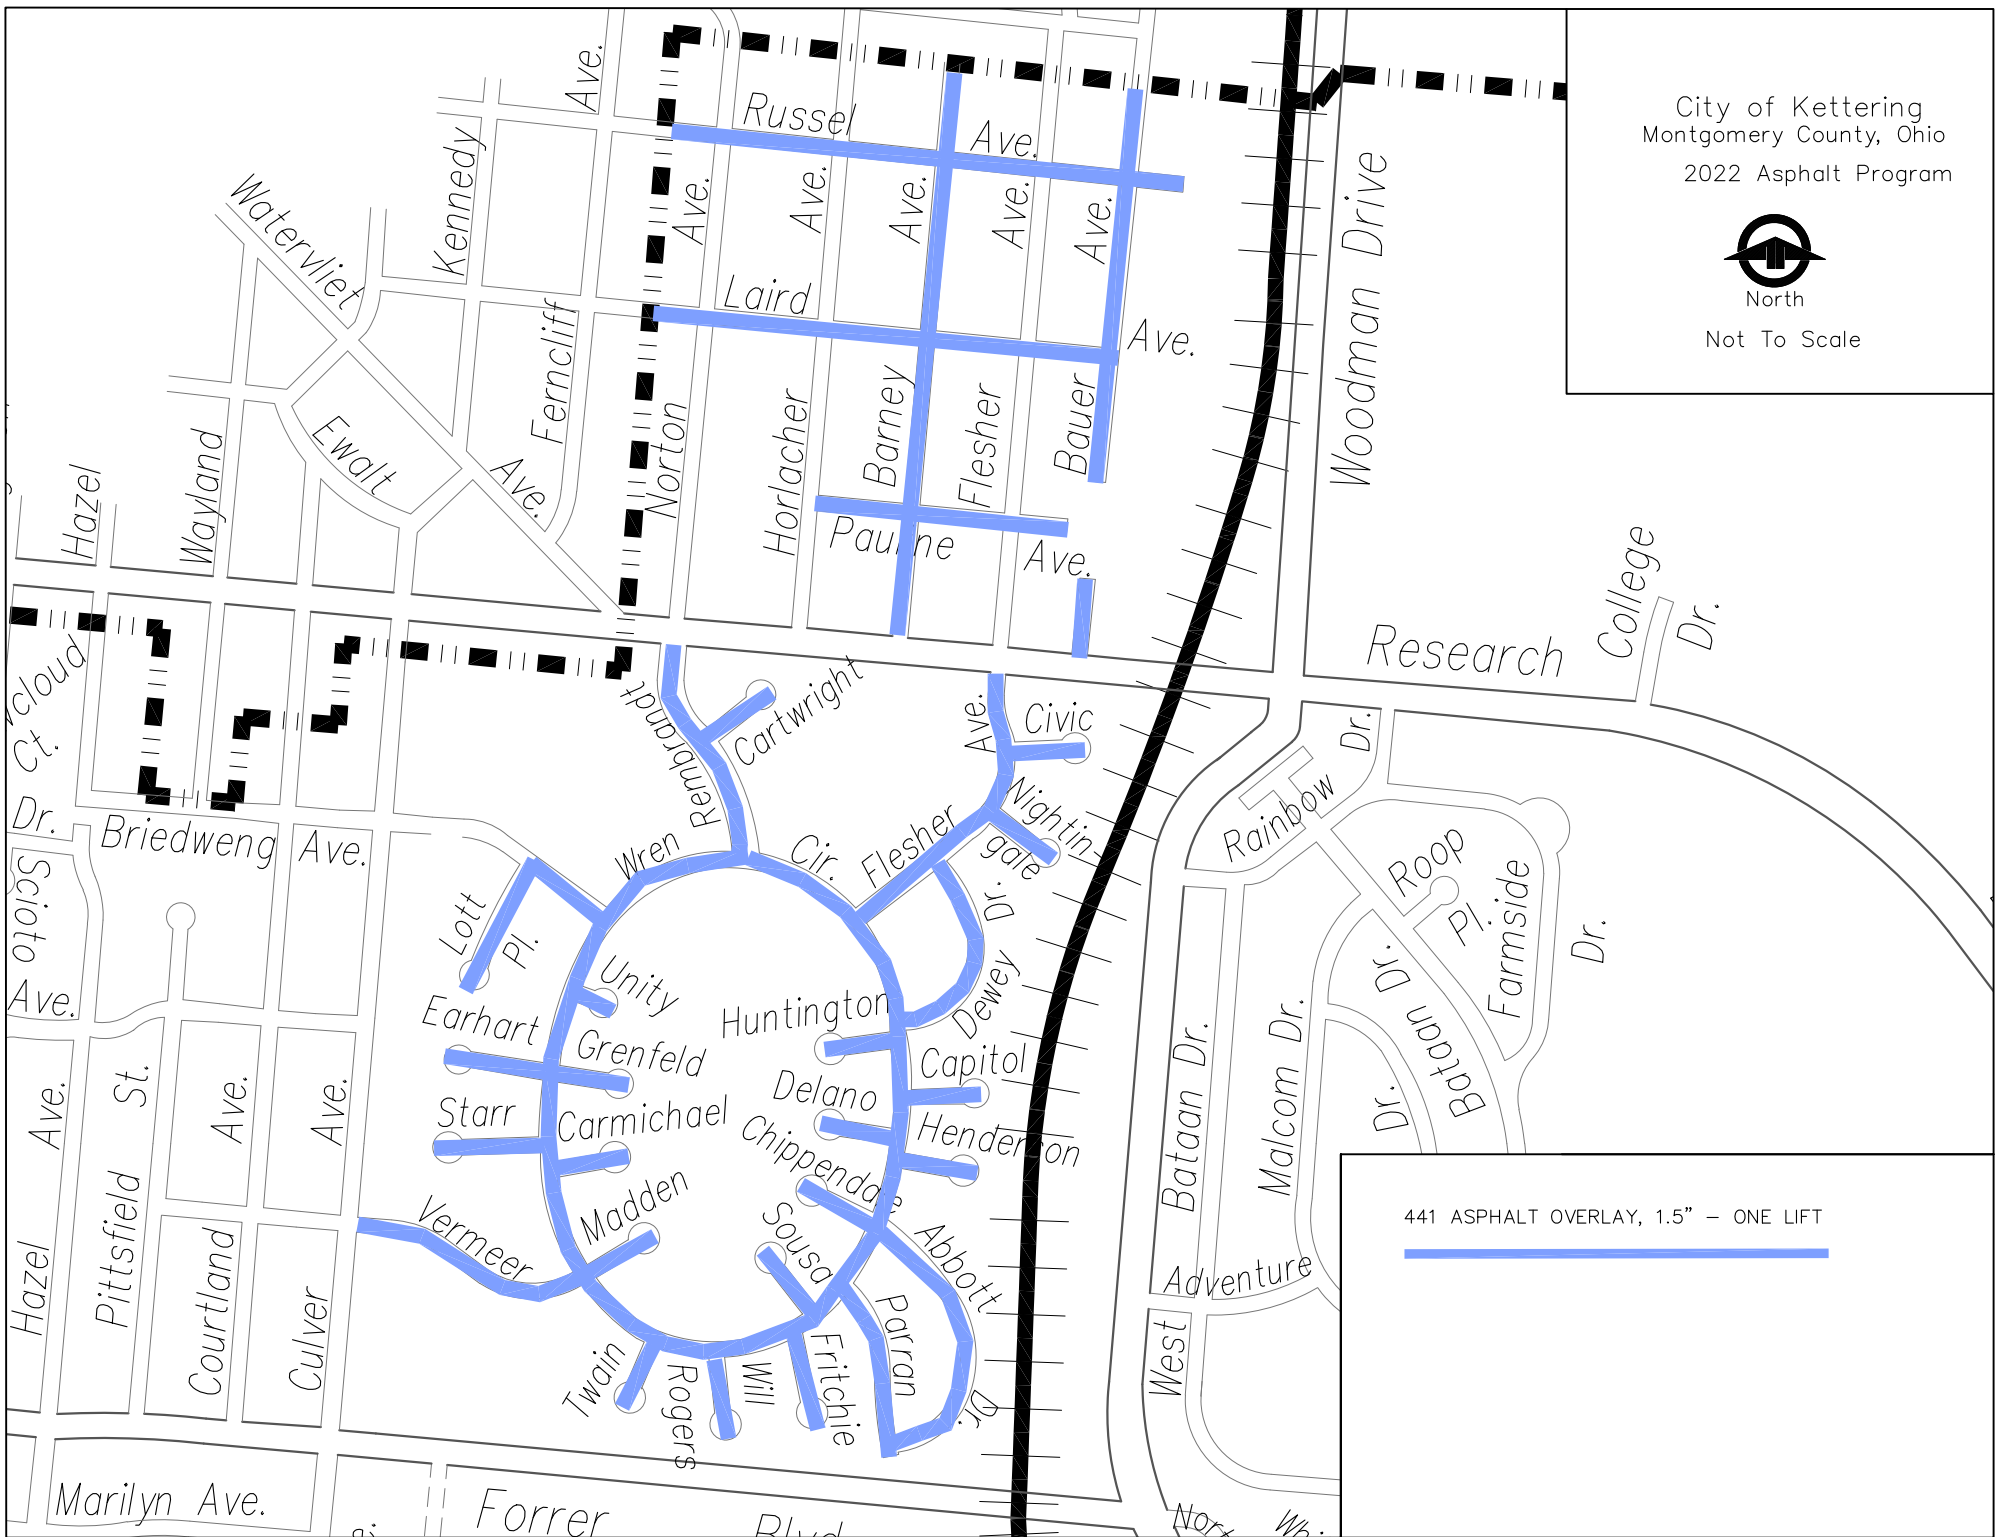 City of Kettering
Montgomery County, Ohio
2022 Asphalt Program
North
Not To Scale
Ave.
Russel
Ave.
Kennedy
Watervliet
Ave.
Ave.
Ave.
Ave.
Ave.
Ave.
Laird
Ave.
Woodman Drive
Ferncliff
Ewalt
Norton
Horlacher
Barney
Flesher
Bauer
Hazel
Wayland
Pauline
Ave.
College
Dr.
Research
Ct.
Rembrandt
Cartwright
Ave.
Civic
Dr.
Dr.
Briedweng
Ave.
Scioto
Ave.
Wren
Cir.
Flesher
Nightin-
gale
Dr.
Rainbow
Roop
Pl.
Farmside
Dr.
Lott
Pl.
Unity
Earhart
Grenfeld
Huntington
Dewey
Capitol
Delano
Starr
Carmichael
Chippendale
Henderson
Dr.
Bataan Dr.
Malcom Dr.
Bataan
Dr.
Ave.
St.
Ave.
Ave.
Hazel
Pittsfield
Courtland
Culver
Vermeer
Madden
Sousa
Abbott
Parran
Dr.
Twain
Rogers
Will
Fritchie
Adventure
West
441 ASPHALT OVERLAY, 1.5” – ONE LIFT
Marilyn Ave.
Forrer
Blvd